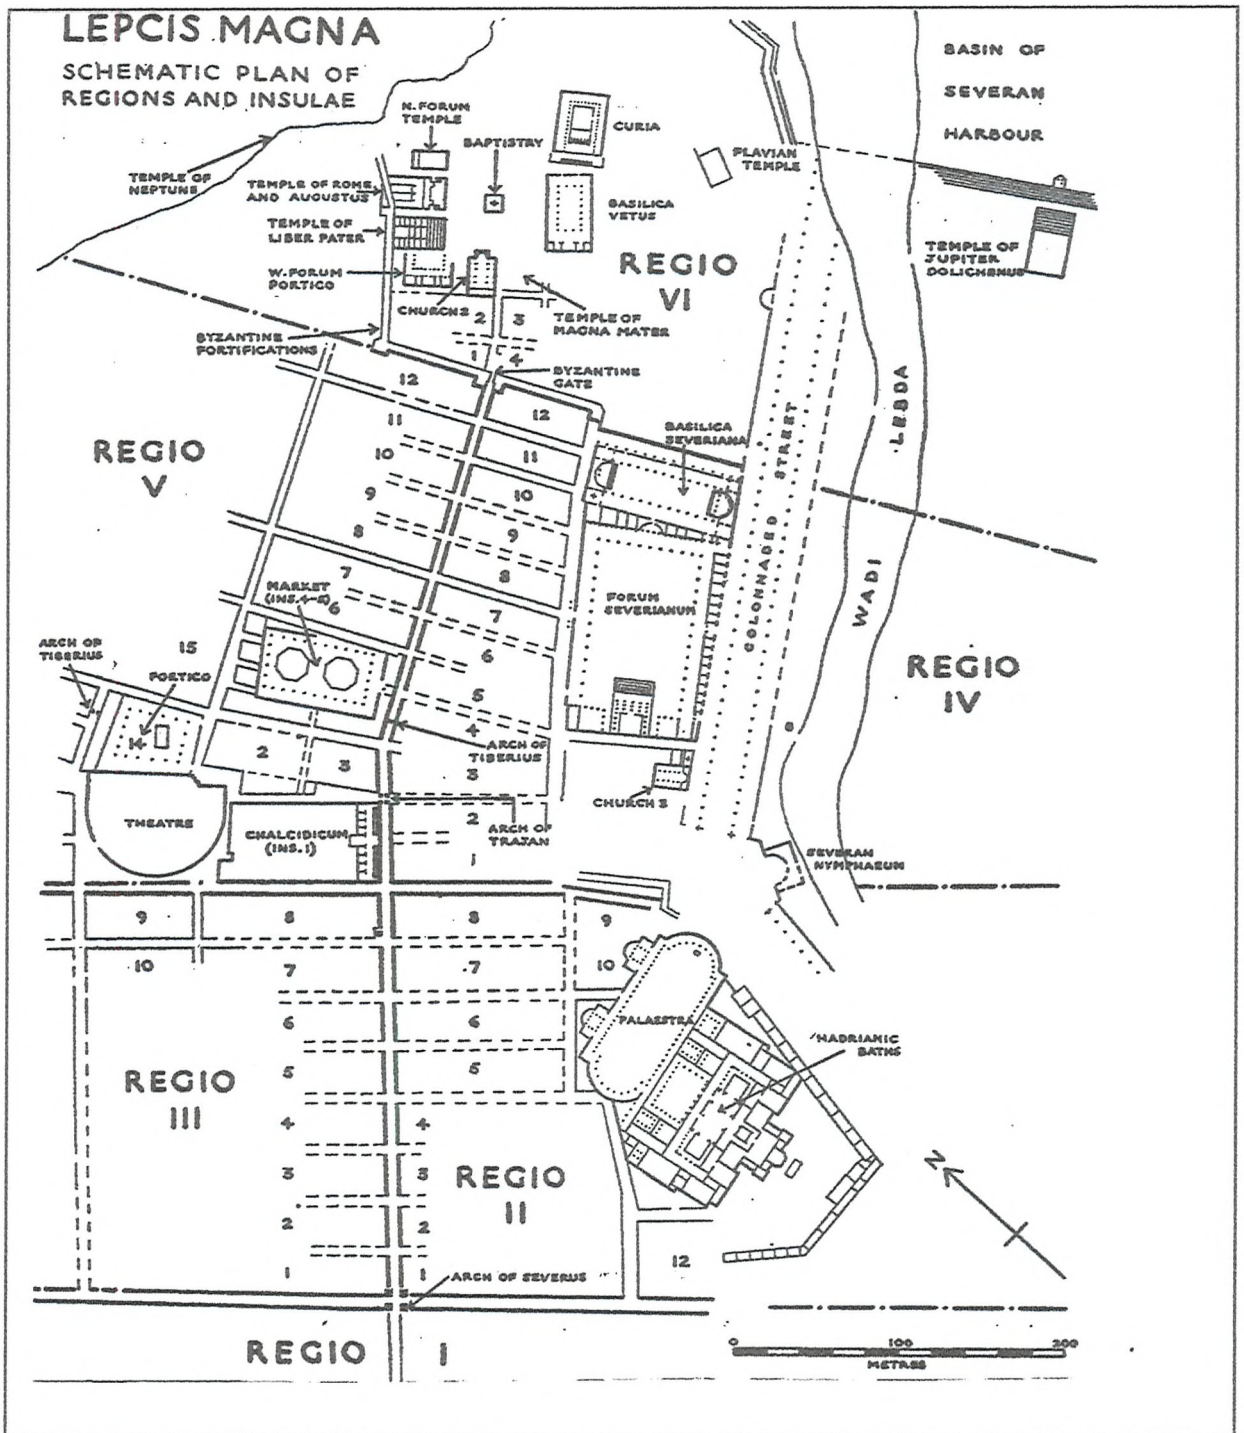 LEPCIS MAGNA
SCHEMATIC PLAN OF
REGIONS AND INSULAE
BASIN OF
SEVERAN
HARBOUR
N. FORUM
TEMPLE
BAPTISTRY
CURIA
FLAVIAN
TEMPLE
TEMPLE OF
NEPTUNE
TEMPLE OF ROME
AND AUGUSTUS
BASILICA
VETUS
TEMPLE OF
LIBER PATER
TEMPLE OF
JUPITER
DOLICHENUS
W. FORUM
PORTICO
REGIO
VI
CHURCH 2
2
3
TEMPLE OF
MAGNA MATER
BYZANTINE
FORTIFICATIONS
1
4
BYZANTINE
GATE
12
12
BASILICA
SEVERIANA
COLONNADED STREET
WADI LEBDA
REGIO
V
11
11
10
10
9
9
8
8
7
7
MARKET
(INS. 4-5)
6
6
FORUM
SEVERIANUM
ARCH OF
TIBERIUS
15
PORTICO
5
REGIO
IV
14
4
ARCH OF
TIBERIUS
2
3
3
CHURCH 3
THEATRE
CHALCIDICUM
(INS. 1)
2
ARCH OF
TRAJAN
1
SEVERAN
NYMPHAEUM
9
8
8
9
10
7
7
10
6
6
PALAESTRA
HADRIANIC
BATHS
REGIO
III
5
5
4
4
3
3
REGIO
II
2
2
N
1
1
ARCH OF SEVERUS
12
REGIO I
0 100 200
METRES